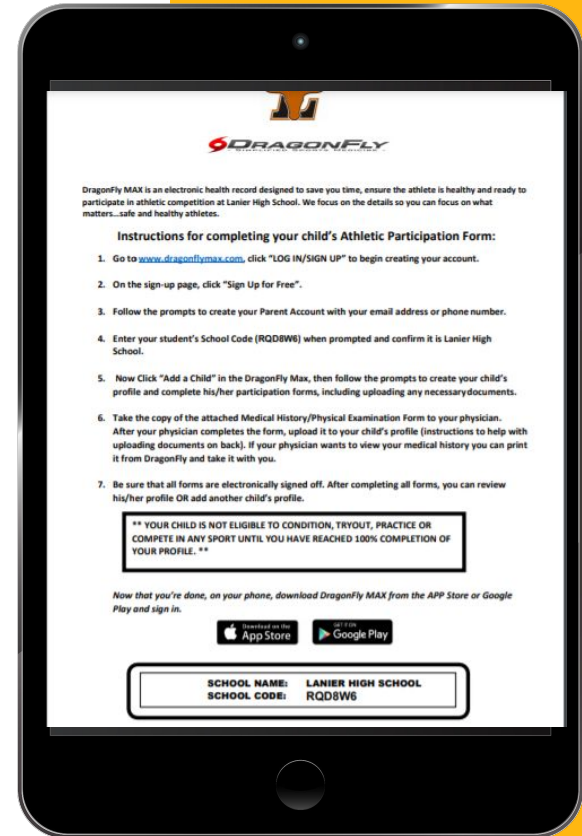 L
DRAGONFLY
SIMPLIFIED SPORTS MEDICINE
DragonFly MAX is an electronic health record designed to save you time, ensure the athlete is healthy and ready to
participate in athletic competition at Lanier High School. We focus on the details so you can focus on what
matters...safe and healthy athletes.
Instructions for completing your child's Athletic Participation Form:
1. Go to www.dragonflymax.com, click "LOG IN/SIGN UP" to begin creating your account.
2. On the sign-up page, click "Sign Up for Free".
3. Follow the prompts to create your Parent Account with your email address or phone number.
4. Enter your student's School Code (RQD8W6) when prompted and confirm it is Lanier High
School.
5. Now Click "Add a Child" in the DragonFly Max, then follow the prompts to create your child's
profile and complete his/her participation forms, including uploading any necessarydocuments.
6. Take the copy of the attached Medical History/Physical Examination Form to your physician.
After your physician completes the form, upload it to your child's profile (instructions to help with
uploading documents on back). If your physician wants to view your medical history you can print
it from DragonFly and take it with you.
7. Be sure that all forms are electronically signed off. After completing all forms, you can review
his/her profile OR add another child's profile.
** YOUR CHILD IS NOT ELIGIBLE TO CONDITION, TRYOUT, PRACTICE OR
COMPETE IN ANY SPORT UNTIL YOU HAVE REACHED 100% COMPLETION OF
YOUR PROFILE. **
Now that you're done, on your phone, download DragonFly MAX from the APP Store or Google
Play and sign in.
Download on the
App Store
GET IT ON
Google Play
SCHOOL NAME: LANIER HIGH SCHOOL
SCHOOL CODE: RQD8W6